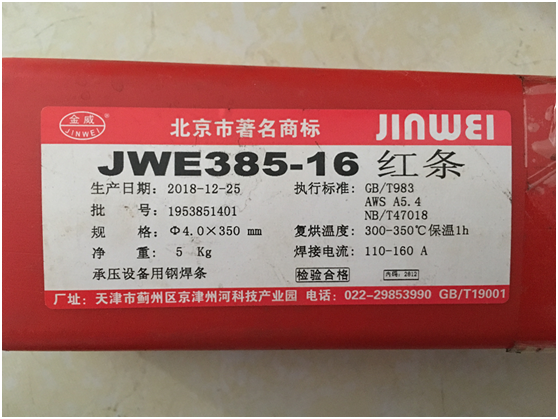 金威
JINWEI
北京市著名商标
JINWEI
JWE385-16 红条
生产日期: 2018-12-25
执行标准: GB/T983
AWS A5.4
NB/T47018
批 号: 1953851401
规 格: Φ4.0×350 mm
复烘温度: 300-350℃保温1h
净 重: 5 Kg
焊接电流: 110-160 A
承压设备用钢焊条
检验合格
内码: 2812
厂址: 天津市蓟州区京津州河科技产业园 电话: 022-29853990 GB/T19001